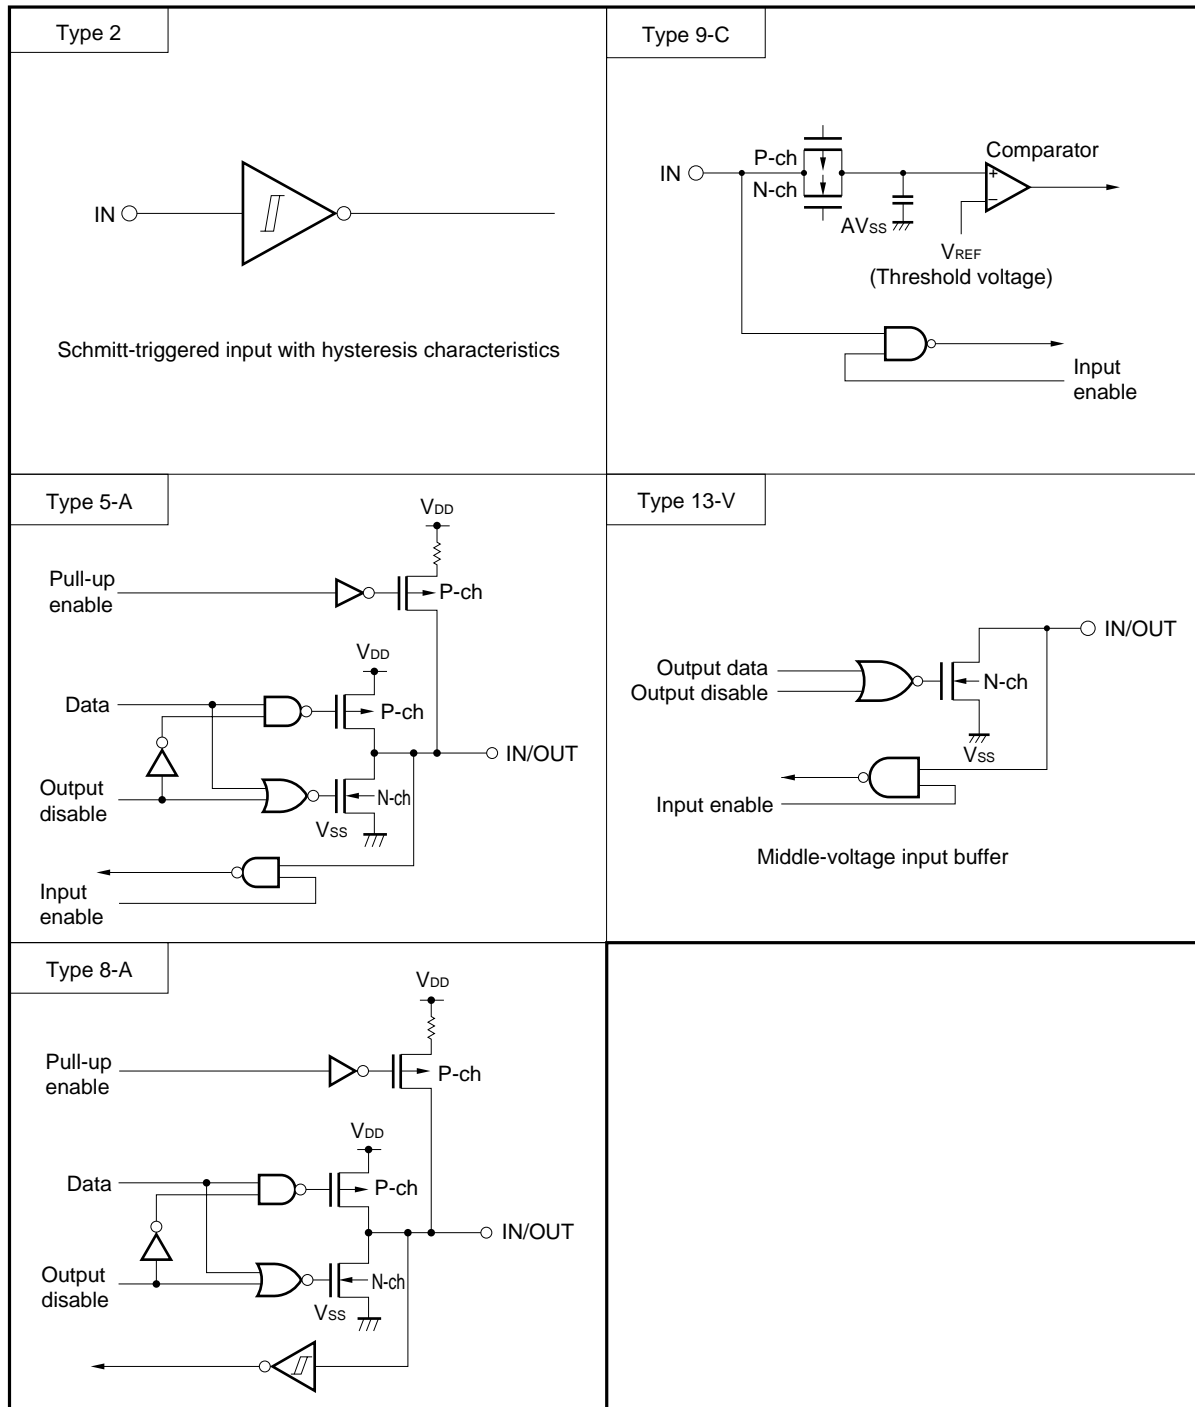 Type 2
IN
Schmitt-triggered input with hysteresis characteristics
Type 9-C
IN
P-ch
N-ch
Comparator
+
−
AVSS
VREF
(Threshold voltage)
Input
enable
Type 5-A
VDD
Pull-up
enable
P-ch
VDD
Data
P-ch
IN/OUT
Output
disable
N-ch
VSS
Input
enable
Type 13-V
IN/OUT
Output data
Output disable
N-ch
VSS
Input enable
Middle-voltage input buffer
Type 8-A
VDD
Pull-up
enable
P-ch
VDD
Data
P-ch
IN/OUT
Output
disable
N-ch
VSS